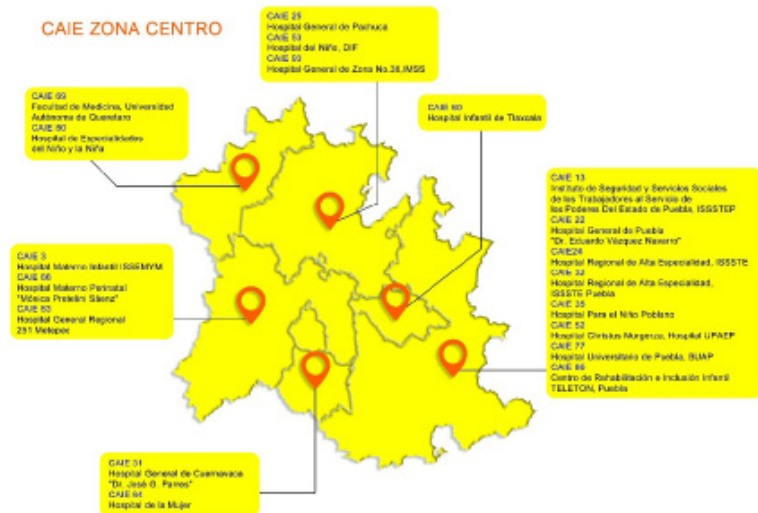 CAIE ZONA CENTRO
CAIE 25
Hospital General de Pachuca
CAIE 53
Hospital del Niño, DIF
CAIE 93
Hospital General de Zona No.36,IMSS
CAIE 69
Facultad de Medicina, Universidad
Autónoma de Queretaro
CAIE 80
Hospital de Especialidades
del Niño y la Niña
CAIE 60
Hospital Infantil de Tlaxcala
CAIE 13
Instituto de Seguridad y Servicios Sociales
de los Trabajadores al Servicio de
los Poderes Del Estado de Puebla, ISSSTEP
CAIE 22
Hospital General de Puebla
"Dr. Eduardo Vázquez Navarro"
CAIE24
Hospital Regional de Alta Especialidad, ISSSTE
CAIE 32
Hospital Regional de Alta Especialidad,
ISSSTE Puebla
CAIE 35
Hospital Para el Niño Poblano
CAIE 52
Hospital Christus Muguerza, Hospital UPAEP
CAIE 77
Hospital Universitario de Puebla, BUAP
CAIE
Centro de Rehabilitación e Inclusión Infantil
TELETON, Puebla
CAIE 3
Hospital Materno Infantil ISSEMYM
CAIE
Hospital Materno Perinatal
"Mónica Pretelini Sáenz"
CAIE 83
Hospital General Regional
251 Metepec
CAIE 31
Hospital General de Cuernavaca
"Dr. José G. Parres"
CAIE 84
Hospital de la Mujer